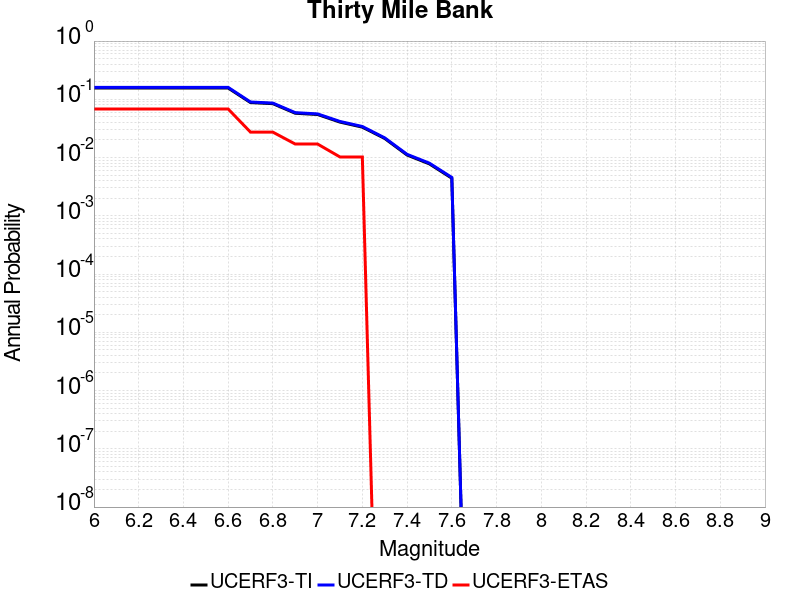 Thirty Mile Bank
10^0
10^-1
10^-2
10^-3
10^-4
10^-5
10^-6
10^-7
10^-8
Annual Probability
6 6.2 6.4 6.6 6.8 7 7.2 7.4 7.6 7.8 8 8.2 8.4 8.6 8.8 9
Magnitude
UCERF3-TI UCERF3-TD UCERF3-ETAS